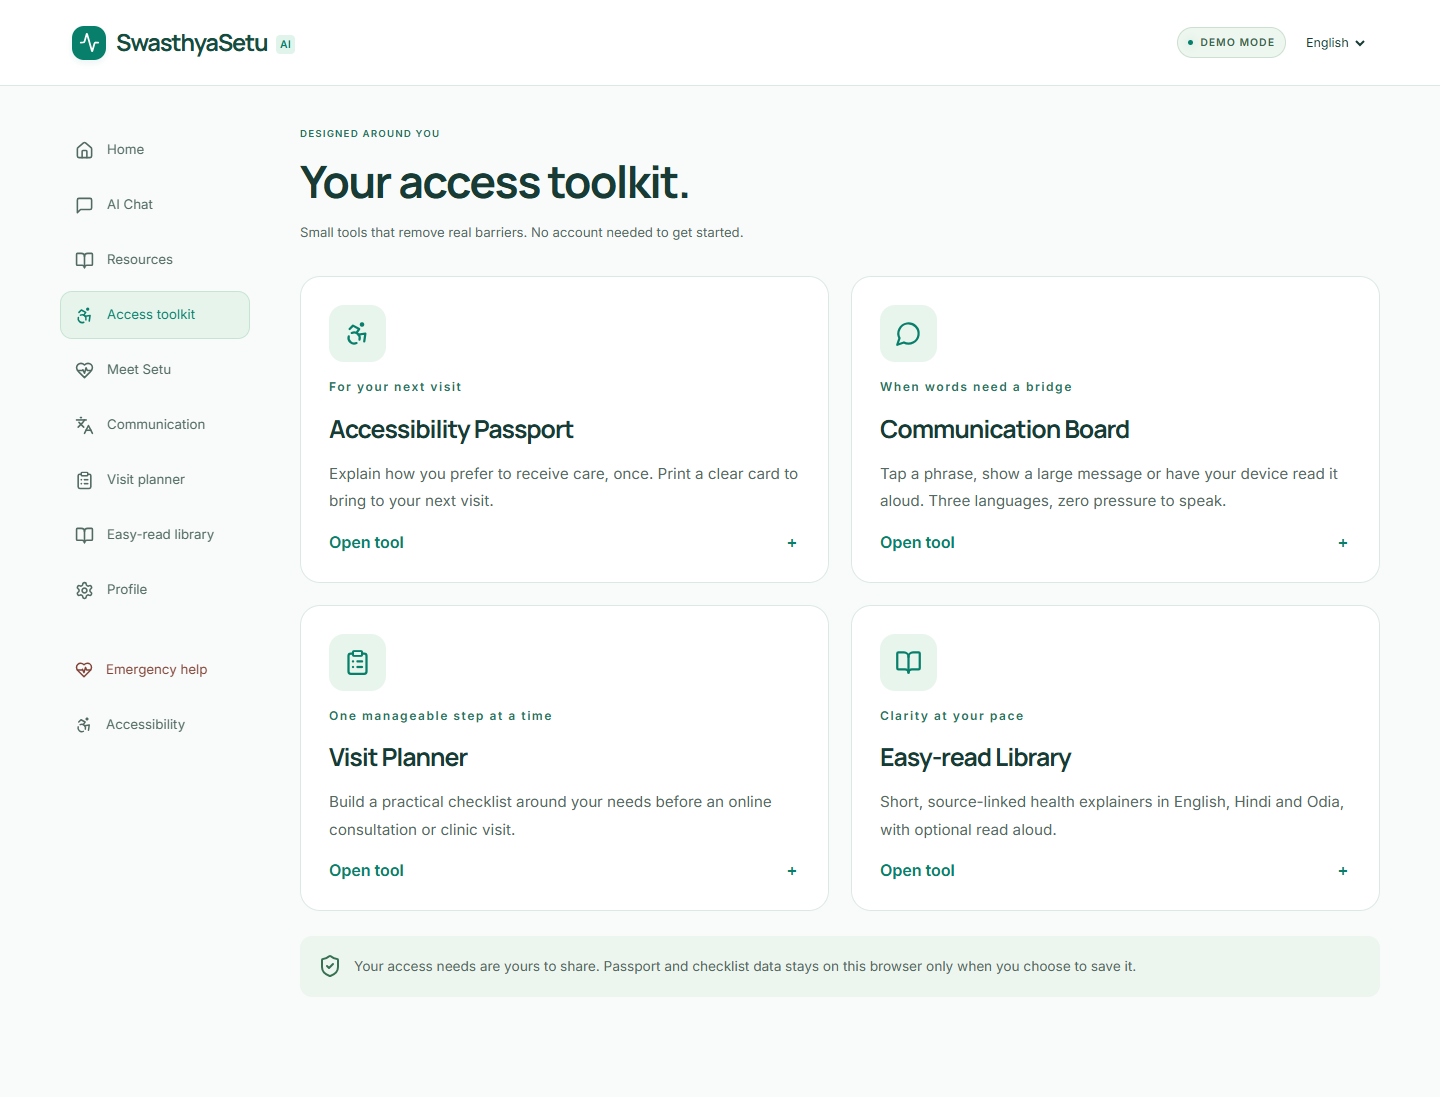 SwasthyaSetu AI
DEMO MODE
English
Home
AI Chat
Resources
Access toolkit
Meet Setu
Communication
Visit planner
Easy-read library
Profile
Emergency help
Accessibility
DESIGNED AROUND YOU
Your access toolkit.
Small tools that remove real barriers. No account needed to get started.
For your next visit
Accessibility Passport
Explain how you prefer to receive care, once. Print a clear card to
bring to your next visit.
Open tool +
When words need a bridge
Communication Board
Tap a phrase, show a large message or have your device read it
aloud. Three languages, zero pressure to speak.
Open tool +
One manageable step at a time
Visit Planner
Build a practical checklist around your needs before an online
consultation or clinic visit.
Open tool +
Clarity at your pace
Easy-read Library
Short, source-linked health explainers in English, Hindi and Odia,
with optional read aloud.
Open tool +
Your access needs are yours to share. Passport and checklist data stays on this browser only when you choose to save it.